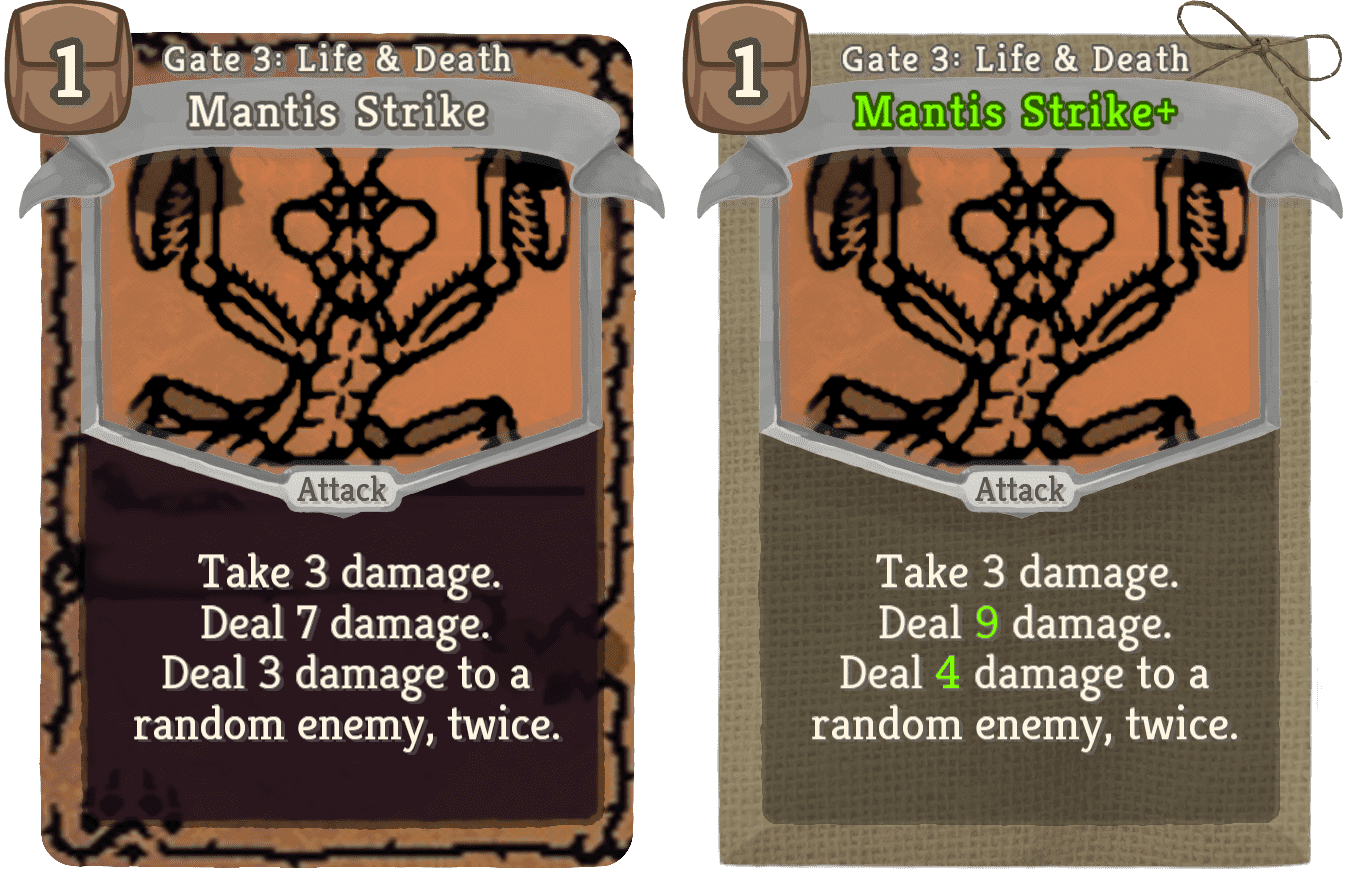 1
Gate 3: Life & Death
Mantis Strike
Attack
Take 3 damage.
Deal 7 damage.
Deal 3 damage to a
random enemy, twice.
1
Gate 3: Life & Death
Mantis Strike+
Attack
Take 3 damage.
Deal 9 damage.
Deal 4 damage to a
random enemy, twice.